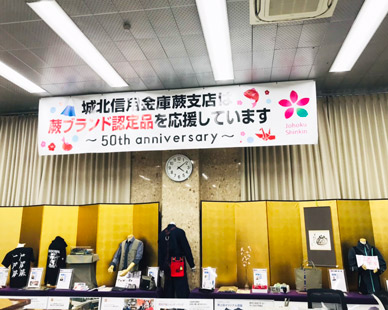 城北信用金庫蕨支店は
蕨ブランド認定品を応援しています
～50th anniversary～
Johoku
Shinkin